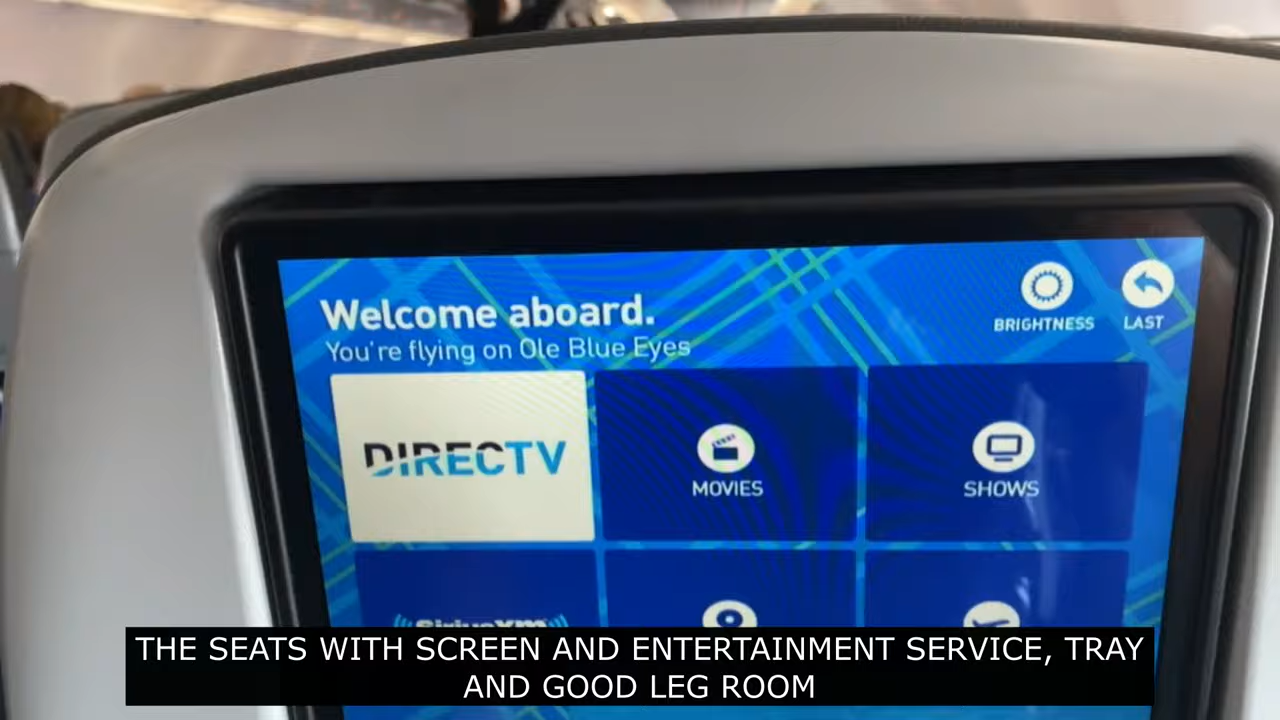 Welcome aboard.
You're flying on Ole Blue Eyes
BRIGHTNESS
LAST
DIRECTV
MOVIES
SHOWS
SiriusXm
THE SEATS WITH SCREEN AND ENTERTAINMENT SERVICE, TRAY
AND GOOD LEG ROOM